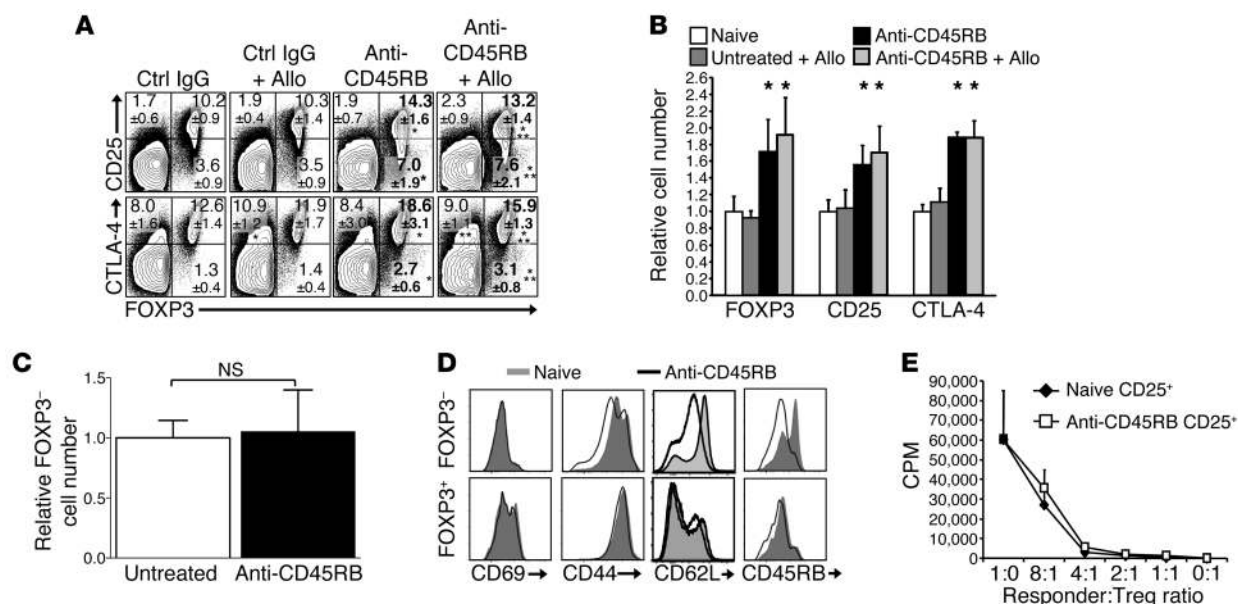 A
Ctrl IgG
Ctrl IgG
+ Allo
Anti-
CD45RB
Anti-
CD45RB
+ Allo
CD25
1.7
±0.6
10.2
±0.9
3.6
±0.9
1.9
±0.4
10.3
±1.4
3.5
±0.9
1.9
±0.7
14.3
±1.6
*
7.0
±1.9*
2.3
±0.9
13.2
±1.4
*
**
7.6
±2.1
*
**
CTLA-4
8.0
±1.6
12.6
±1.4
1.3
±0.4
10.9
±1.2
*
11.9
±1.7
1.4
±0.4
8.4
±3.0
18.6
±3.1
*
2.7
±0.6
*
9.0
±1.1
**
15.9
±1.3
*
**
3.1
±0.8
*
**
FOXP3
B
Naive
Anti-CD45RB
Untreated + Allo
Anti-CD45RB + Allo
Relative cell number
2.6
2.4
2.2
2.0
1.8
1.6
1.4
1.2
1.0
0.8
0.6
0.4
0.2
0.0
* * * * * *
FOXP3 CD25 CTLA-4
C
Relative FOXP3⁻
cell number
NS
1.5
1.0
0.5
0.0
Untreated Anti-CD45RB
D
Naive Anti-CD45RB
FOXP3⁻
FOXP3⁺
CD69 CD44 CD62L CD45RB
E
CPM
90,000
80,000
70,000
60,000
50,000
40,000
30,000
20,000
10,000
0
Naive CD25⁺
Anti-CD45RB CD25⁺
1:0 8:1 4:1 2:1 1:1 0:1
Responder:Treg ratio